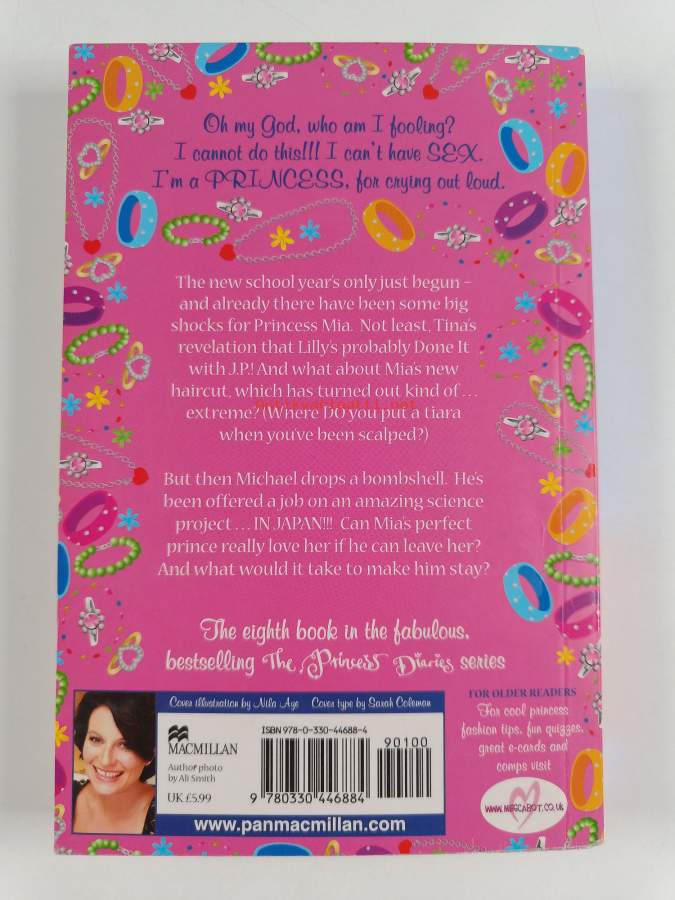 Oh my God, who am I fooling?
I cannot do this!!! I can't have SEX.
I'm a PRINCESS, for crying out loud.
The new school year's only just begun –
and already there have been some big
shocks for Princess Mia. Not least, Tina's
revelation that Lilly's probably Done It
with J.P.! And what about Mia's new
haircut, which has turned out kind of ...
extreme? (Where DO you put a tiara
when you've been scalped?)
But then Michael drops a bombshell. He's
been offered a job on an amazing science
project ... IN JAPAN!!! Can Mia's perfect
prince really love her if he can leave her?
And what would it take to make him stay?
The eighth book in the fabulous,
bestselling The Princess Diaries series
Cover illustration by Nila Aye Cover type by Sarah Coleman
MACMILLAN
Author photo
by Ali Smith
UK £5.99
ISBN 978-0-330-44688-4
90100
9 780330 446884
www.panmacmillan.com
FOR OLDER READERS
For cool princess
fashion tips, fun quizzes,
great e-cards and
comps visit
WWW.MEGCABOT.CO.UK